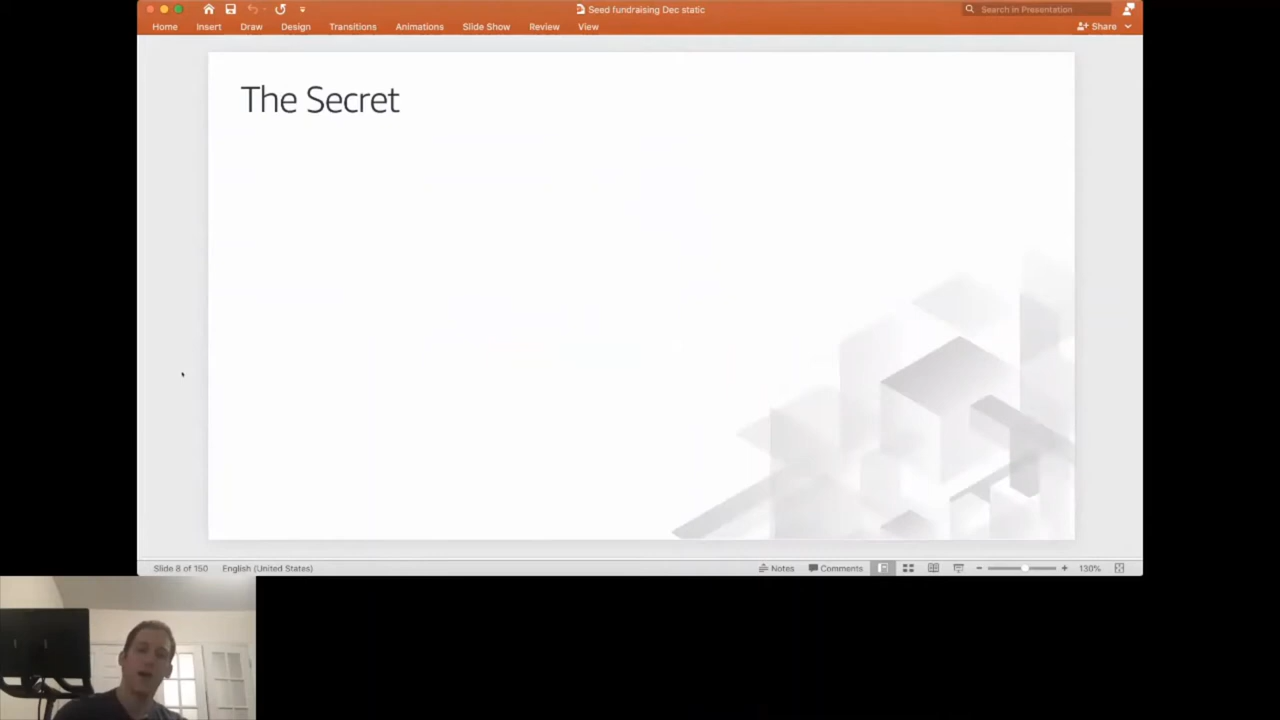 Seed fundraising Dec static
Search in Presentation
Home Insert Draw Design Transitions Animations Slide Show Review View Share
The Secret
Slide 8 of 150 English (United States) Notes Comments 130%